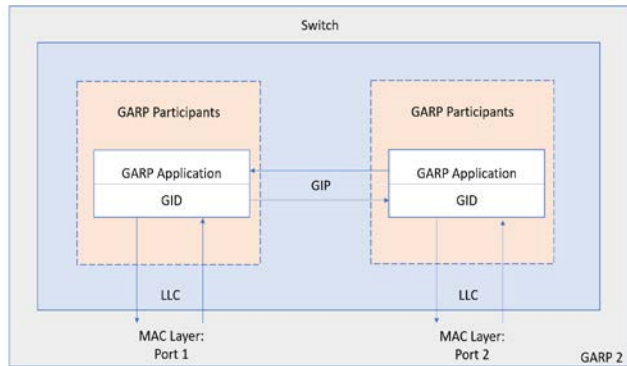 Switch
GARP Participants
GARP Participants
GARP Application
GID
GIP
GARP Application
GID
LLC
LLC
MAC Layer:
Port 1
MAC Layer:
Port 2
GARP 2